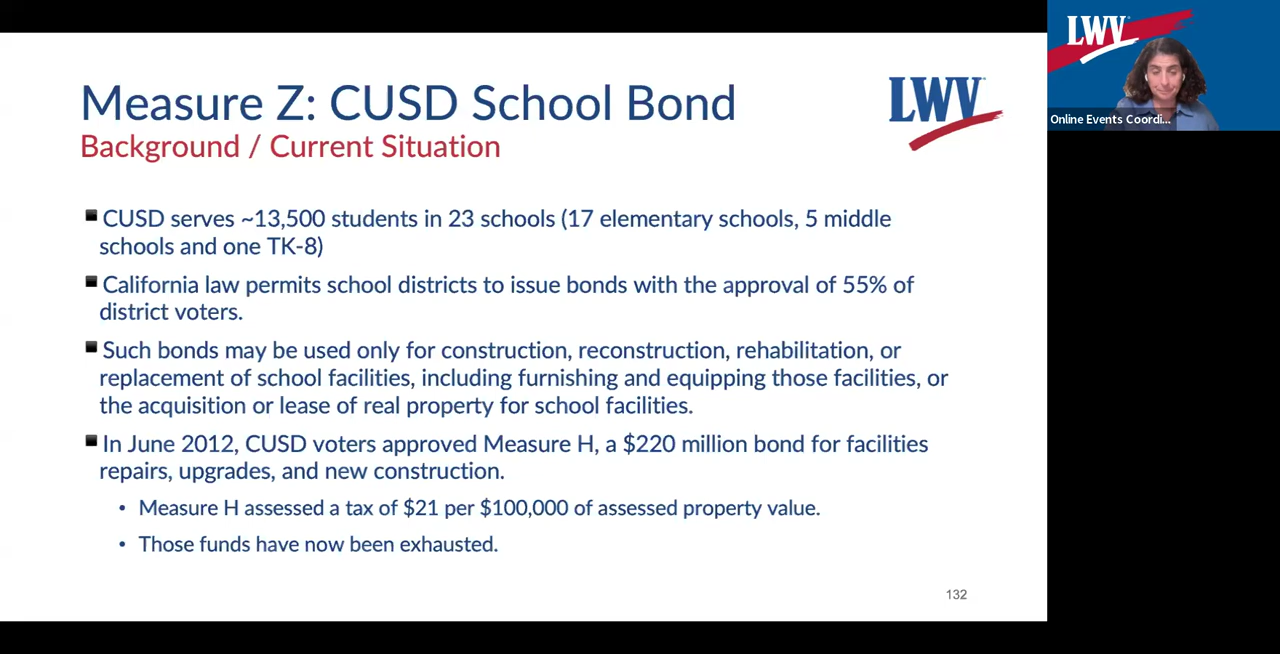 Measure Z: CUSD School Bond
Background / Current Situation
LWV
▪ CUSD serves ~13,500 students in 23 schools (17 elementary schools, 5 middle
schools and one TK-8)
▪ California law permits school districts to issue bonds with the approval of 55% of
district voters.
▪ Such bonds may be used only for construction, reconstruction, rehabilitation, or
replacement of school facilities, including furnishing and equipping those facilities, or
the acquisition or lease of real property for school facilities.
▪ In June 2012, CUSD voters approved Measure H, a $220 million bond for facilities
repairs, upgrades, and new construction.
• Measure H assessed a tax of $21 per $100,000 of assessed property value.
• Those funds have now been exhausted.
132
LWV
Online Events Coordi...